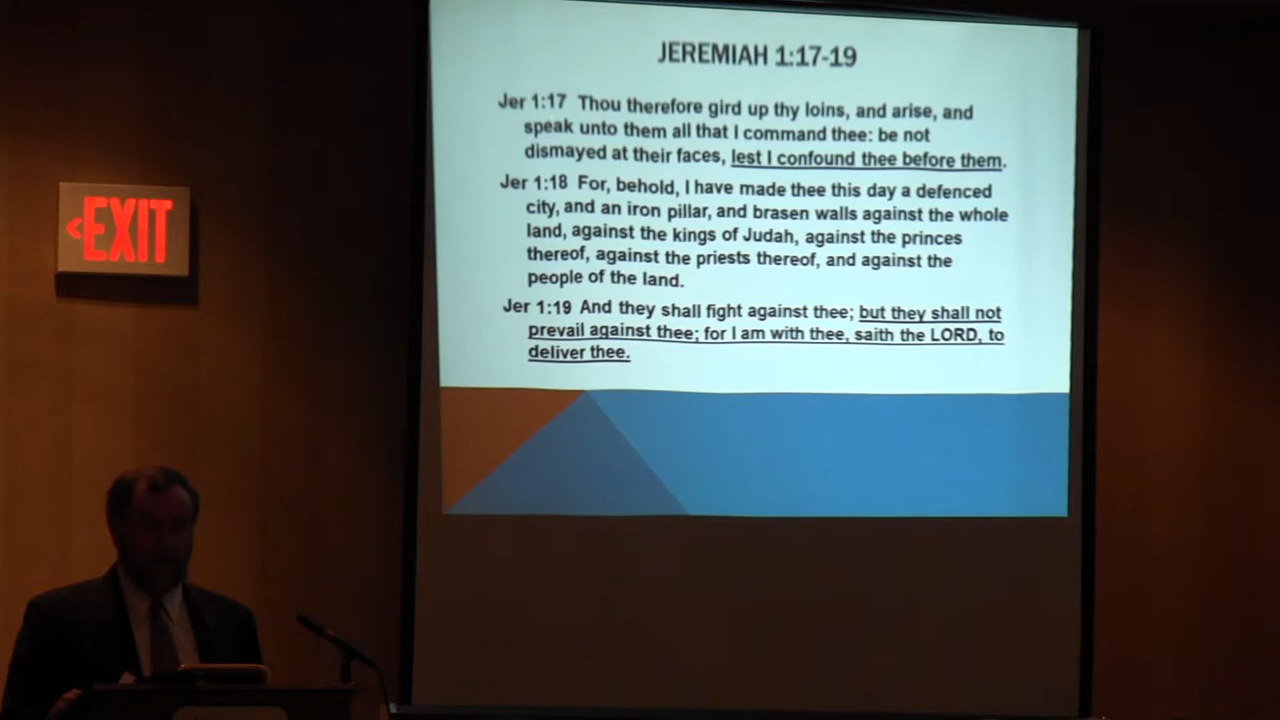 JEREMIAH 1:17-19
Jer 1:17 Thou therefore gird up thy loins, and arise, and
speak unto them all that I command thee: be not
dismayed at their faces, lest I confound thee before them.
Jer 1:18 For, behold, I have made thee this day a defenced
city, and an iron pillar, and brasen walls against the whole
land, against the kings of Judah, against the princes
thereof, against the priests thereof, and against the
people of the land.
Jer 1:19 And they shall fight against thee; but they shall not
prevail against thee; for I am with thee, saith the LORD, to
deliver thee.
<EXIT